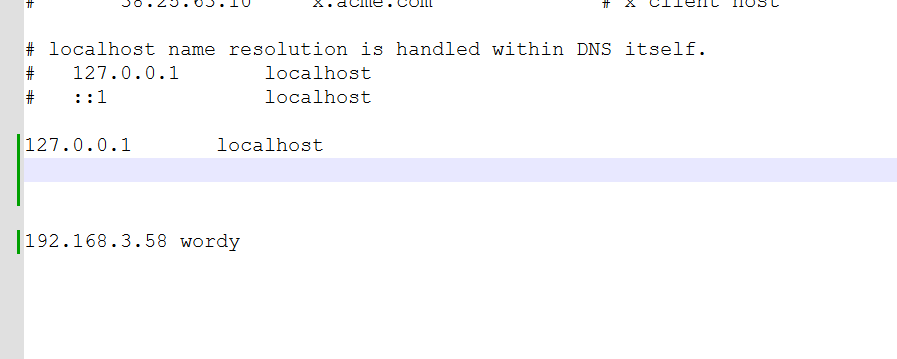 # 38.25.63.10 x.acme.com # x client host
# localhost name resolution is handled within DNS itself.
# 127.0.0.1 localhost
# ::1 localhost
127.0.0.1 localhost
192.168.3.58 wordy